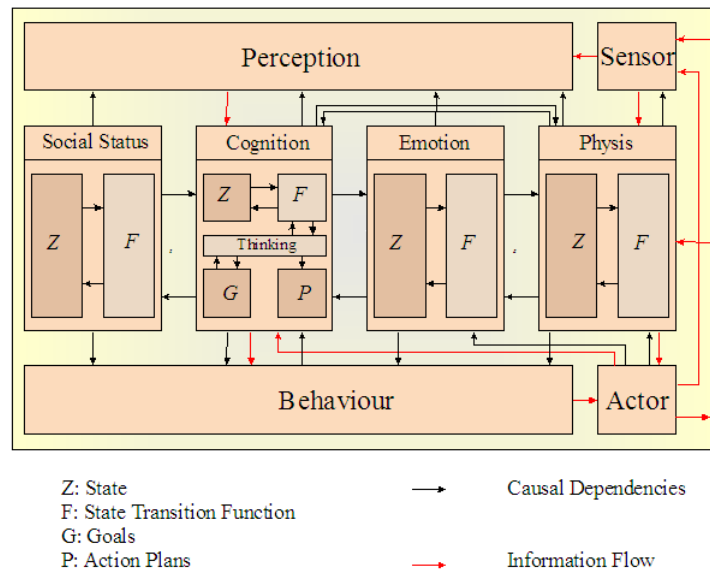 Perception
Sensor
Social Status
Cognition
Emotion
Physis
Z
F
Z
F
Z
F
Z
F
Thinking
G
P
Behaviour
Actor
Z: State
Causal Dependencies
F: State Transition Function
G: Goals
P: Action Plans
Information Flow